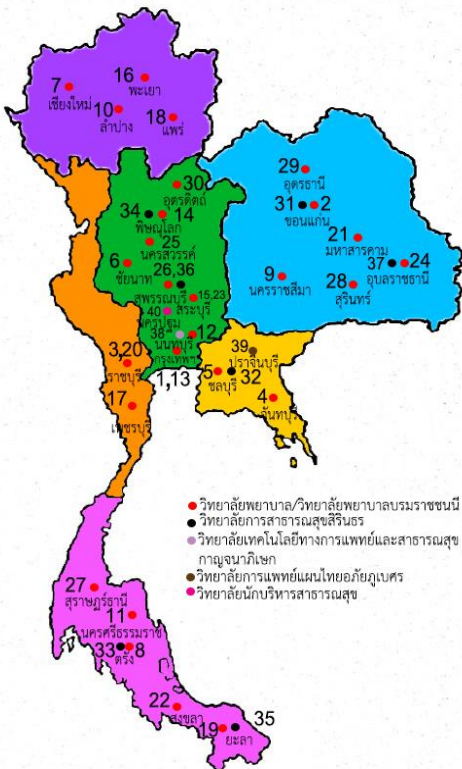 16
พะเยา
7
เชียงใหม่
10
ลำปาง
18
แพร่
30
อุตรดิตถ์
34
14
พิษณุโลก
25
นครสวรรค์
6
ชัยนาท
26,36
สุพรรณบุรี
15,23
สระบุรี
40
นครปฐม
38
12
นนทบุรี
กรุงเทพฯ
1,13
3,20
ราชบุรี
17
เพชรบุรี
29
อุดรธานี
31
2
ขอนแก่น
21
มหาสารคาม
37
24
อุบลราชธานี
9
นครราชสีมา
28
สุรินทร์
39
ปราจีนบุรี
5
32
ชลบุรี
4
จันทบุรี
วิทยาลัยพยาบาล/วิทยาลัยพยาบาลบรมราชชนนี
วิทยาลัยการสาธารณสุขสิรินธร
วิทยาลัยเทคโนโลยีทางการแพทย์และสาธารณสุข
กาญจนาภิเษก
วิทยาลัยการแพทย์แผนไทยอภัยภูเบศร
วิทยาลัยนักบริหารสาธารณสุข
27
สุราษฎร์ธานี
11
นครศรีธรรมราช
33
8
ตรัง
22
สงขลา
19
35
ยะลา